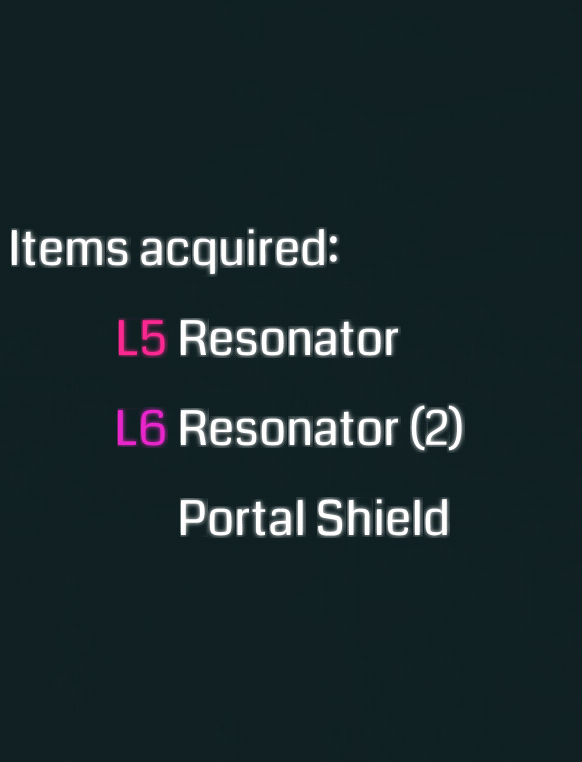 Items acquired:
L5 Resonator
L6 Resonator (2)
Portal Shield